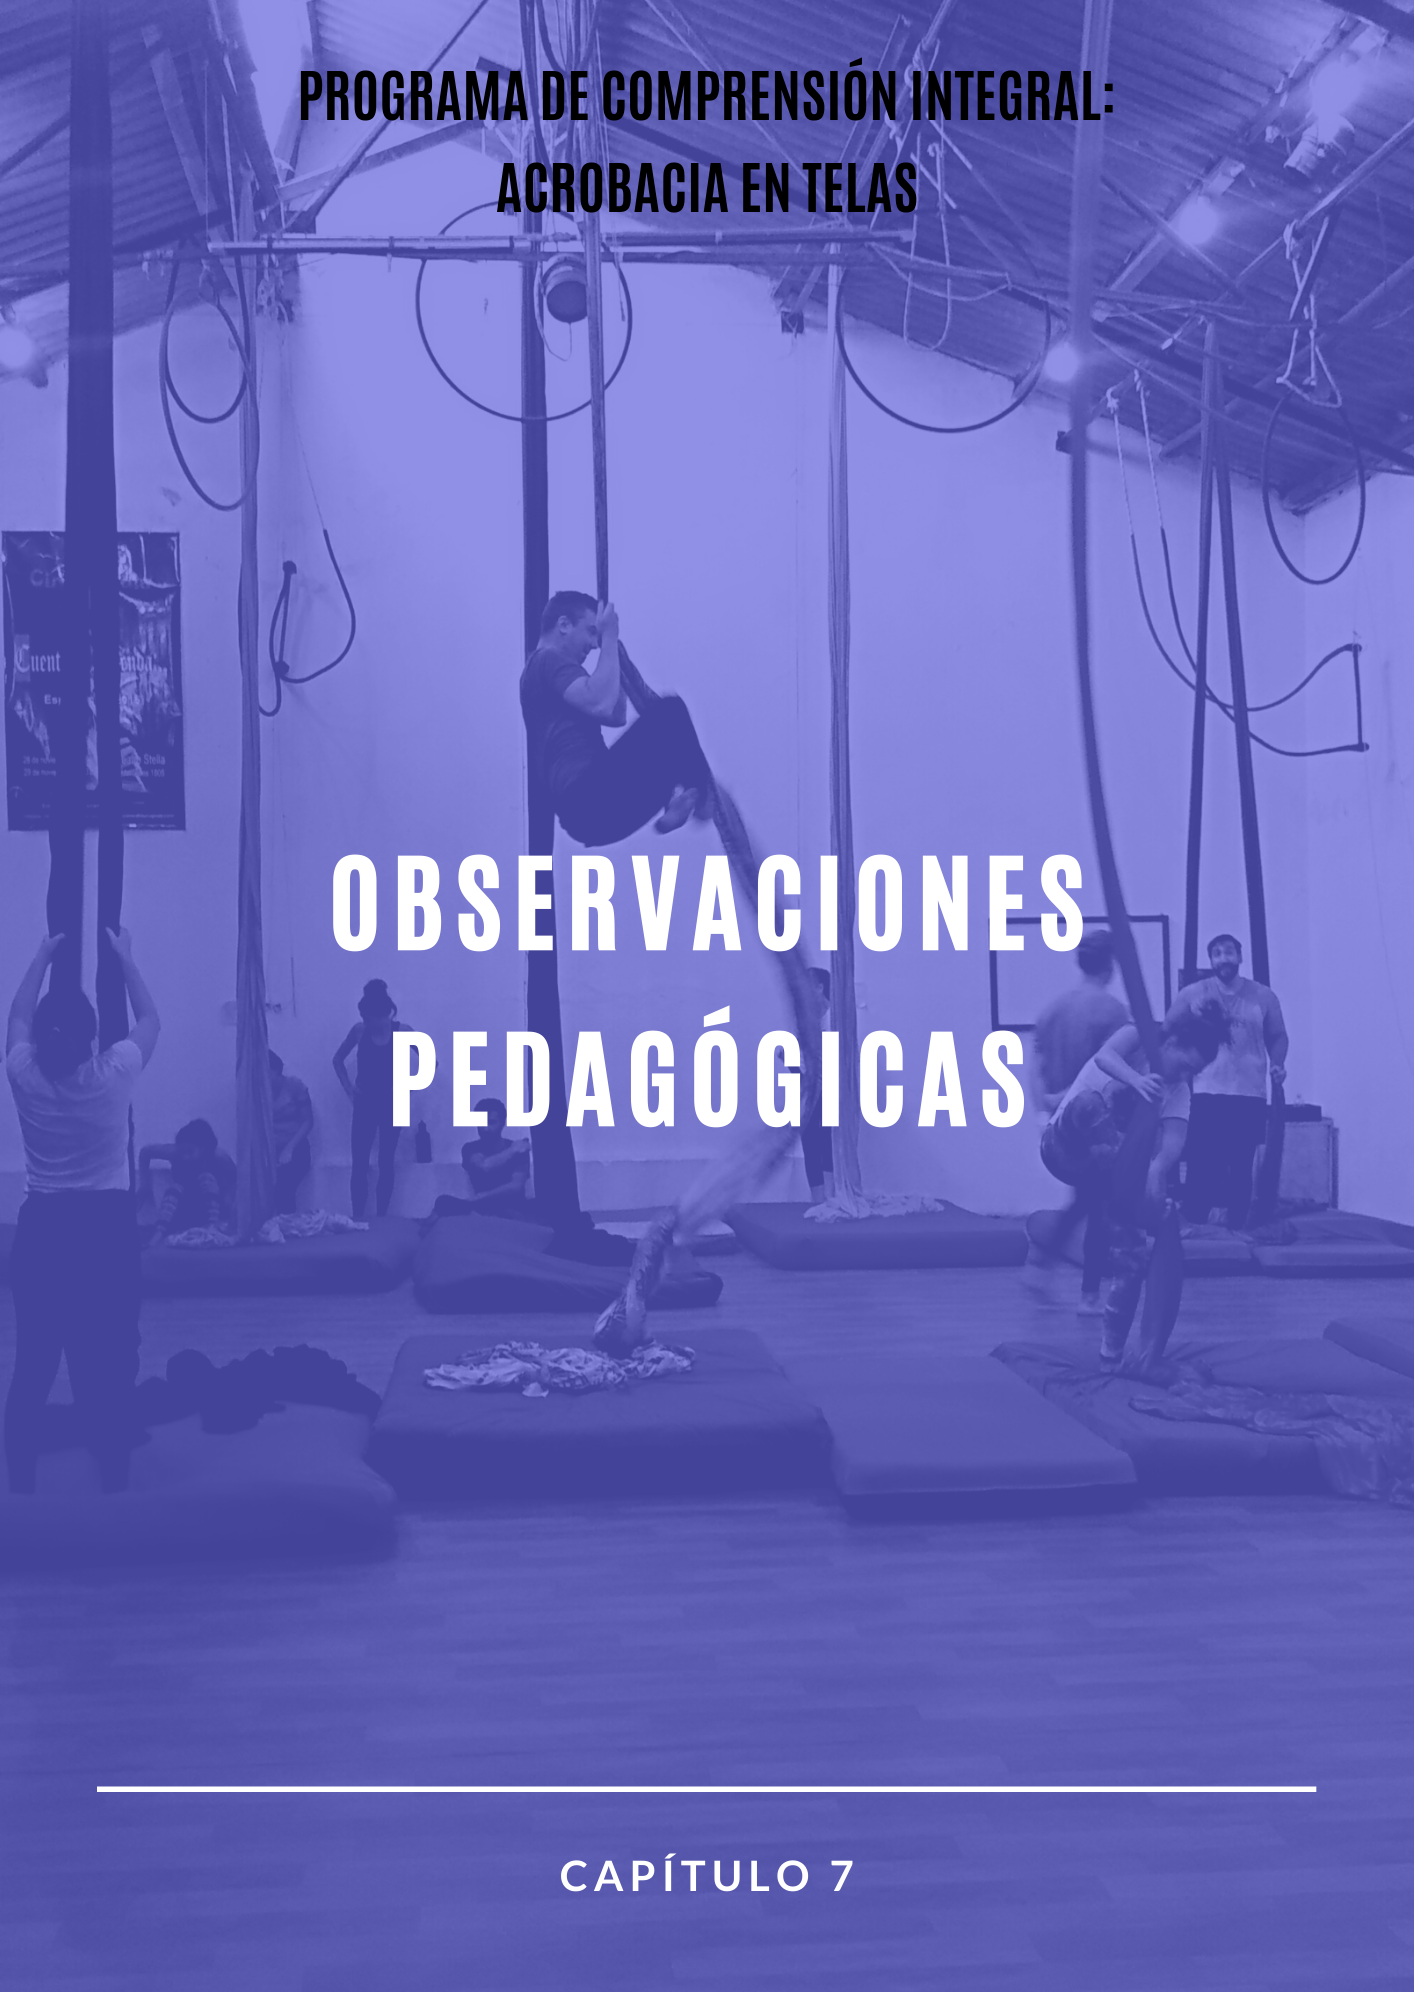 PROGRAMA DE COMPRENSIÓN INTEGRAL:
ACROBACIA EN TELAS
OBSERVACIONES
PEDAGÓGICAS
CAPÍTULO 7